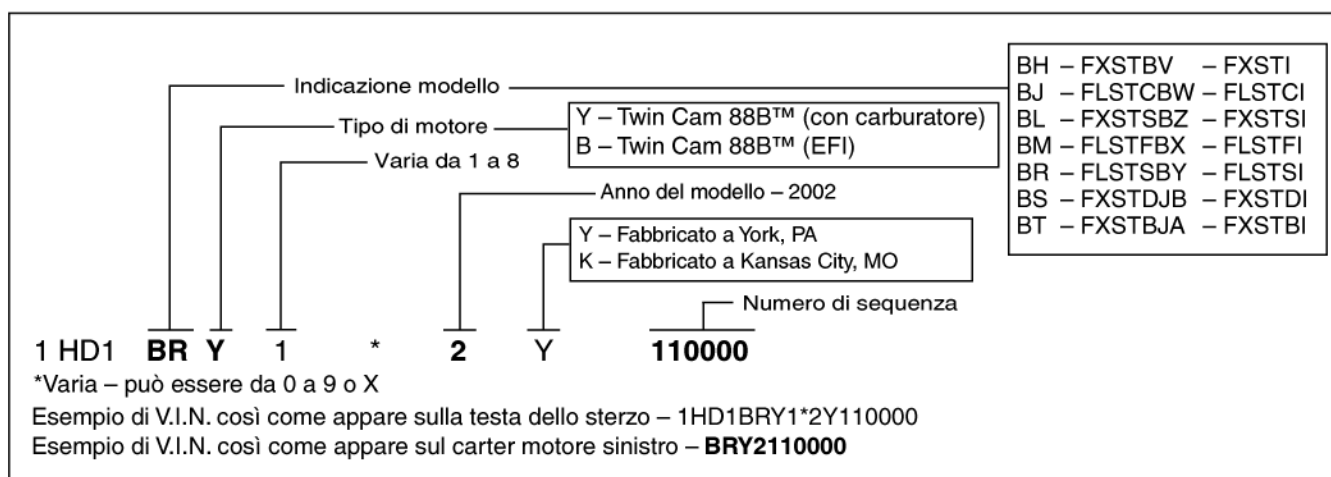 Indicazione modello
BH – FXSTBV – FXSTI
BJ – FLSTCBW – FLSTCI
BL – FXSTSBZ – FXSTSI
BM – FLSTFBX – FLSTFI
BR – FLSTSBY – FLSTSI
BS – FXSTDJB – FXSTDI
BT – FXSTBJA – FXSTBI
Tipo di motore
Y – Twin Cam 88B™ (con carburatore)
B – Twin Cam 88B™ (EFI)
Varia da 1 a 8
Anno del modello – 2002
Y – Fabbricato a York, PA
K – Fabbricato a Kansas City, MO
Numero di sequenza
1 HD1 BR Y 1 * 2 Y 110000
*Varia – può essere da 0 a 9 o X
Esempio di V.I.N. così come appare sulla testa dello sterzo – 1HD1BRY1*2Y110000
Esempio di V.I.N. così come appare sul carter motore sinistro – BRY2110000